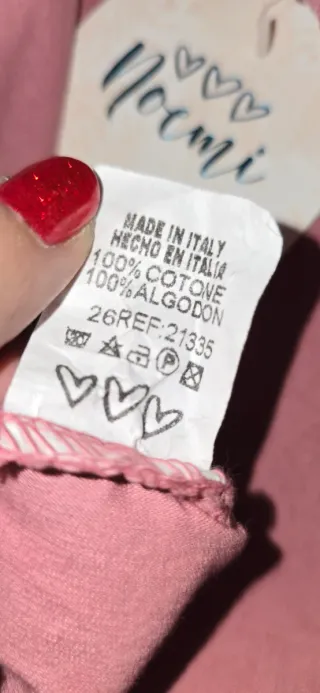 Noemi
MADE IN ITALY
HECHO EN ITALIA
100% COTONE
100%ALGODON
26REF:21335
P